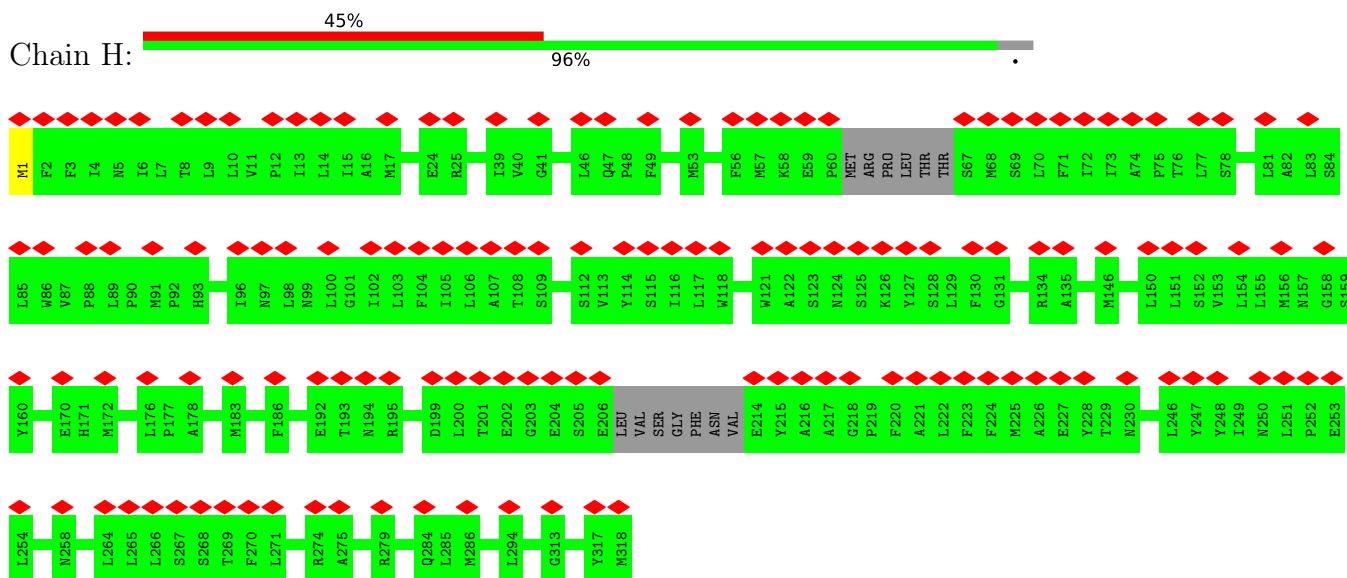 45%
Chain H:
96%
•
M1 F2 F3 I4 N5 I6 L7 T8 L9 L10 V11 P12 I13 L14 I15 A16 M17 E24 R25 I39 V40 G41 L46 Q47 P48 F49 M53 F56 M57 K58 E59 P60 MET ARG PRO LEU THR THR S67 M68 S69 L70 F71 I72 I73 A74 P75 T76 L77 S78 L81 A82 L83 S84
L85 W86 V87 P88 L89 P90 M91 P92 H93 I96 N97 L98 N99 L100 G101 I102 L103 F104 I105 L106 A107 T108 S109 S112 V113 Y114 S115 I116 L117 W118 W121 A122 S123 N124 S125 K126 Y127 S128 L129 F130 G131 R134 A135 M146 L150 L151 S152 V153 L154 L155 M156 N157 G158 S159
Y160 E170 H171 M172 L176 P177 A178 M183 F186 E192 T193 N194 R195 D199 L200 T201 E202 G203 E204 S205 E206 LEU VAL SER GLY PHE ASN VAL E214 Y215 A216 A217 G218 P219 F220 A221 L222 F223 F224 M225 A226 E227 Y228 T229 N230 L246 Y247 Y248 I249 N250 L251 P252 E253
L254 N258 L264 L265 L266 S267 S268 T269 F270 L271 R274 A275 R279 Q284 L285 M286 L294 G313 Y317 M318